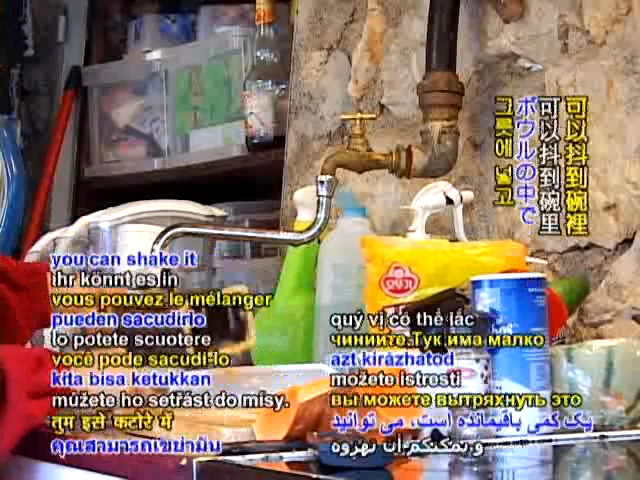 you can shake it
ihr könnt es in
vous pouvez le mélanger
pueden sacudirlo
lo potete scuotere
você pode sacudi-lo
kita bisa ketukkan
můžete ho setřást do mísy.
तुम इसे कटोरे में
คุณสามารถเขย่ามัน
quý vị có thể lắc
чинийте.Тук има малко
azt kirázhatod
možete istresti
вы можете вытряхнуть это
یک کمی باقیمانده است، می توانید
و يمكنكم أن تهزوه
可以抖到碗裡
可以抖到碗里
ボウルの中で
그릇에 넣고
오뚜기